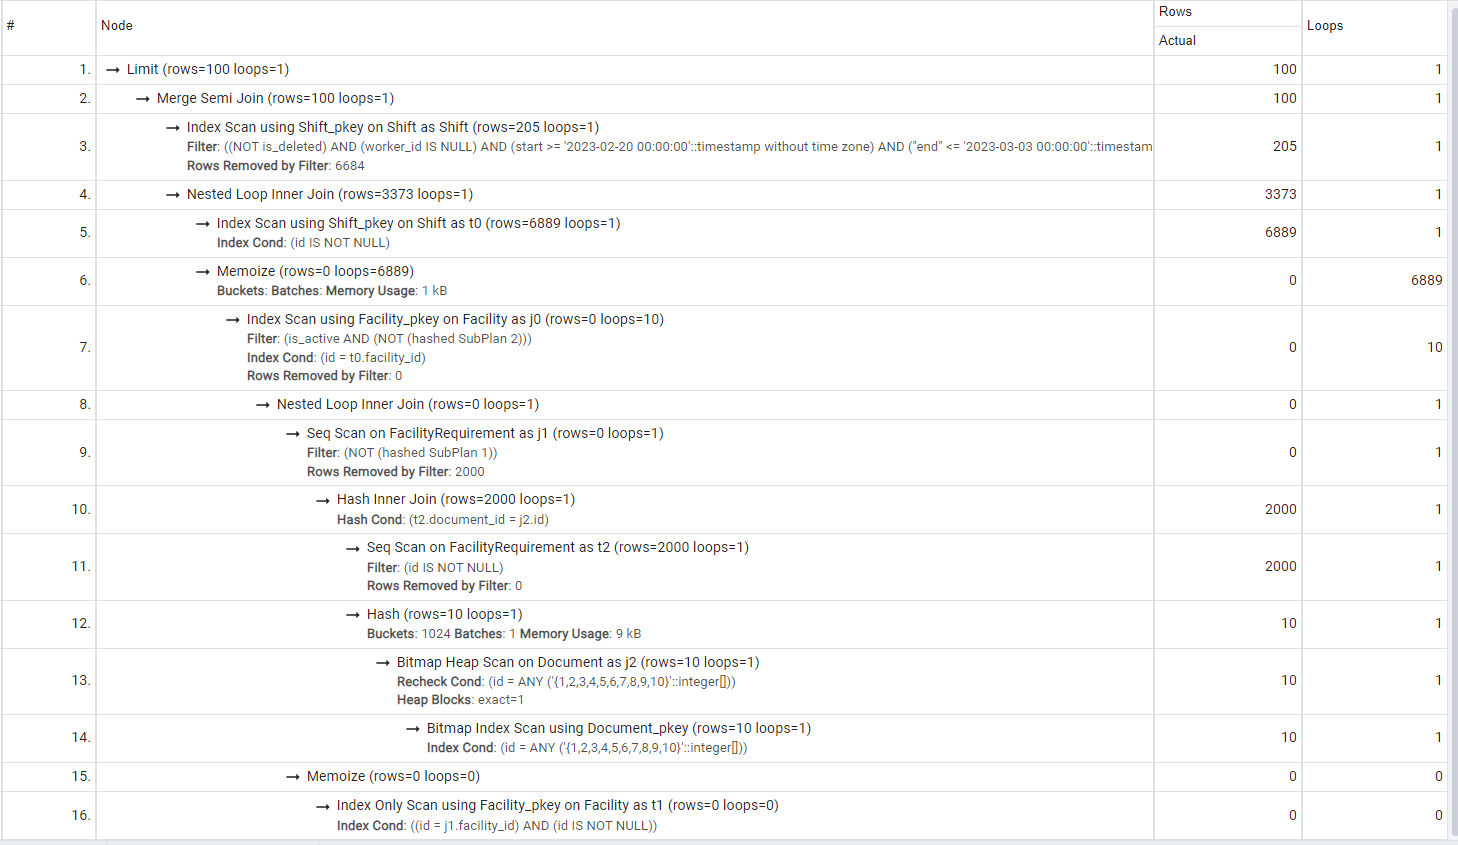 # Node Rows Loops
Actual
1. → Limit (rows=100 loops=1) 100 1
2. → Merge Semi Join (rows=100 loops=1) 100 1
→ Index Scan using Shift_pkey on Shift as Shift (rows=205 loops=1)
3. Filter: ((NOT is_deleted) AND (worker_id IS NULL) AND (start >= '2023-02-20 00:00:00'::timestamp without time zone) AND ("end" <= '2023-03-03 00:00:00'::timestam 205 1
Rows Removed by Filter: 6684
4. → Nested Loop Inner Join (rows=3373 loops=1) 3373 1
→ Index Scan using Shift_pkey on Shift as t0 (rows=6889 loops=1)
5. Index Cond: (id IS NOT NULL) 6889 1
→ Memoize (rows=0 loops=6889)
6. Buckets: Batches: Memory Usage: 1 kB 0 6889
→ Index Scan using Facility_pkey on Facility as j0 (rows=0 loops=10)
Filter: (is_active AND (NOT (hashed SubPlan 2)))
7. Index Cond: (id = t0.facility_id) 0 10
Rows Removed by Filter: 0
8. → Nested Loop Inner Join (rows=0 loops=1) 0 1
→ Seq Scan on FacilityRequirement as j1 (rows=0 loops=1)
9. Filter: (NOT (hashed SubPlan 1)) 0 1
Rows Removed by Filter: 2000
→ Hash Inner Join (rows=2000 loops=1)
10. Hash Cond: (t2.document_id = j2.id) 2000 1
→ Seq Scan on FacilityRequirement as t2 (rows=2000 loops=1)
11. Filter: (id IS NOT NULL) 2000 1
Rows Removed by Filter: 0
→ Hash (rows=10 loops=1)
12. Buckets: 1024 Batches: 1 Memory Usage: 9 kB 10 1
→ Bitmap Heap Scan on Document as j2 (rows=10 loops=1)
13. Recheck Cond: (id = ANY ('{1,2,3,4,5,6,7,8,9,10}'::integer[])) 10 1
Heap Blocks: exact=1
→ Bitmap Index Scan using Document_pkey (rows=10 loops=1)
14. Index Cond: (id = ANY ('{1,2,3,4,5,6,7,8,9,10}'::integer[])) 10 1
15. → Memoize (rows=0 loops=0) 0 0
→ Index Only Scan using Facility_pkey on Facility as t1 (rows=0 loops=0)
16. Index Cond: ((id = j1.facility_id) AND (id IS NOT NULL)) 0 0